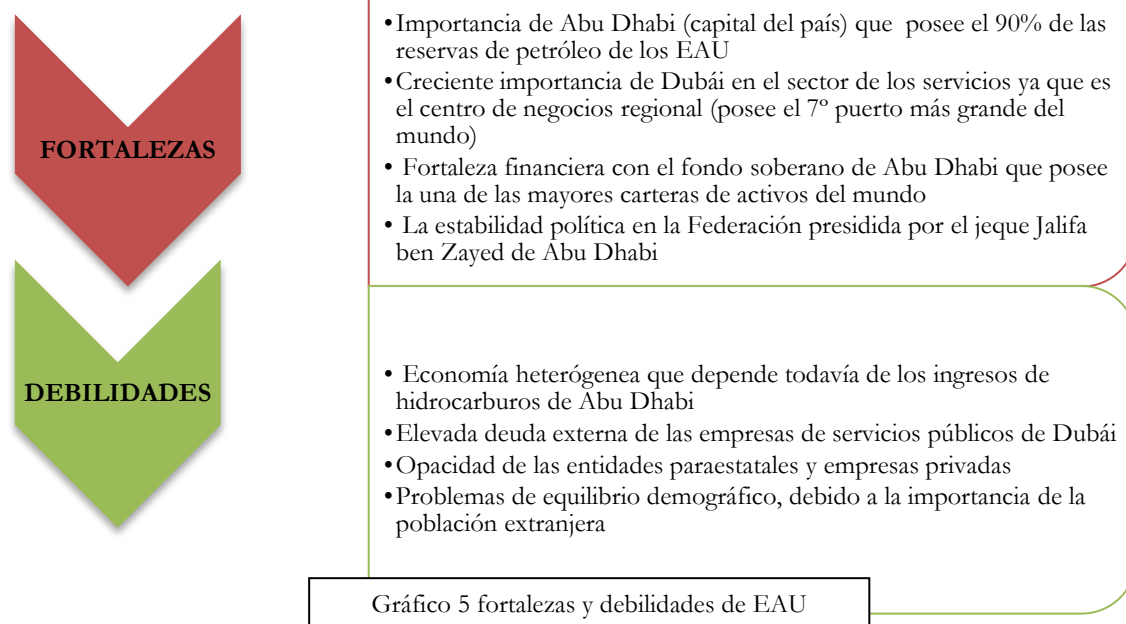 FORTALEZAS
•Importancia de Abu Dhabi (capital del país) que posee el 90% de las
reservas de petróleo de los EAU
•Creciente importancia de Dubái en el sector de los servicios ya que es
el centro de negocios regional (posee el 7º puerto más grande del
mundo)
• Fortaleza financiera con el fondo soberano de Abu Dhabi que posee
la una de las mayores carteras de activos del mundo
• La estabilidad política en la Federación presidida por el jeque Jalifa
ben Zayed de Abu Dhabi
DEBILIDADES
• Economía heterógenea que depende todavía de los ingresos de
hidrocarburos de Abu Dhabi
•Elevada deuda externa de las empresas de servicios públicos de Dubái
•Opacidad de las entidades paraestatales y empresas privadas
•Problemas de equilibrio demográfico, debido a la importancia de la
población extranjera
Gráfico 5 fortalezas y debilidades de EAU